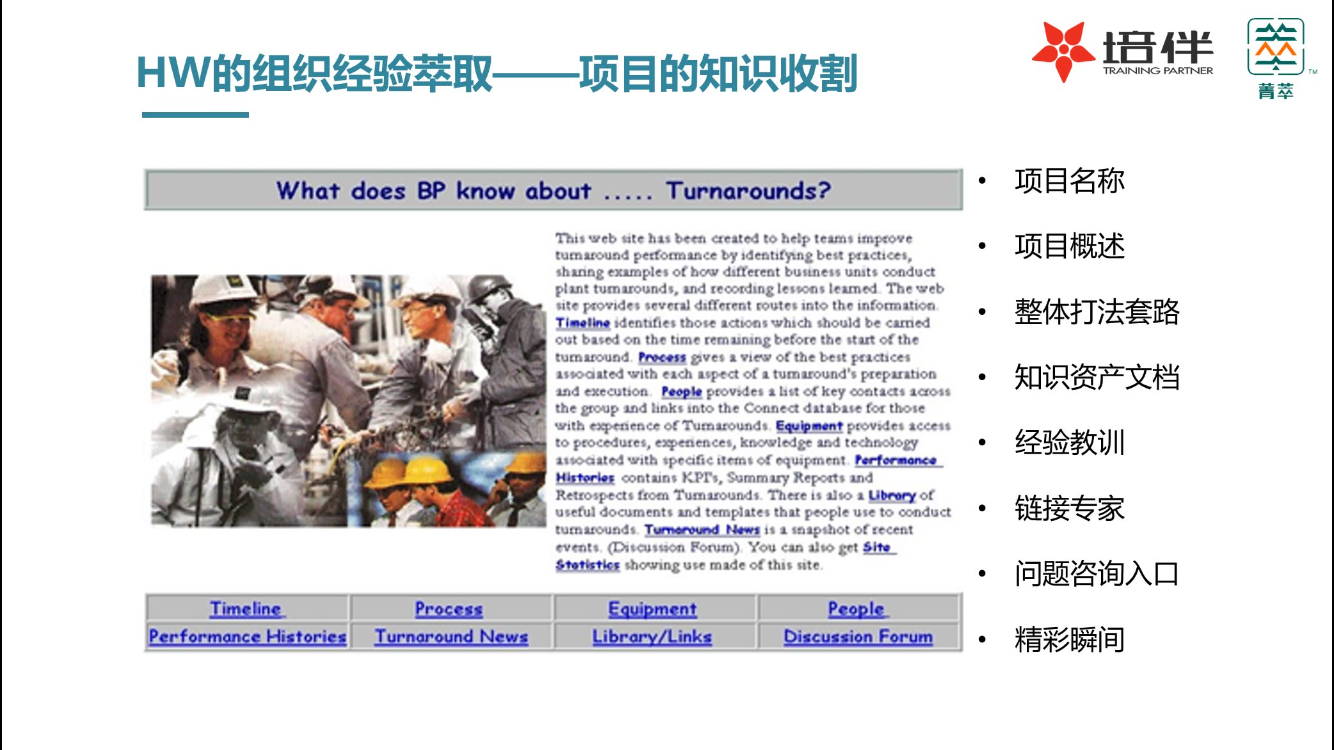 HW的组织经验萃取——项目的知识收割
培伴
TRAINING PARTNER
菁萃
TM
What does BP know about ..... Turnarounds?
This web site has been created to help teams improve
turnaround performance by identifying best practices,
sharing examples of how different business units conduct
plant turnarounds, and recording lessons learned. The web
site provides several different routes into the information.
Timeline identifies those actions which should be carried
out based on the time remaining before the start of the
turnaround. Process gives a view of the best practices
associated with each aspect of a turnaround's preparation
and execution. People provides a list of key contacts across
the group and links into the Connect database for those
with experience of Turnarounds. Equipment provides access
to procedures, experiences, knowledge and technology
associated with specific items of equipment. Performance
Histories contains KPI's, Summary Reports and
Retrospects from Turnarounds. There is also a Library of
useful documents and templates that people use to conduct
turnarounds. Turnaround News is a snapshot of recent
events. (Discussion Forum). You can also get Site
Statistics showing use made of this site.
Timeline Process Equipment People
Performance Histories Turnaround News Library/Links Discussion Forum
• 项目名称
• 项目概述
• 整体打法套路
• 知识资产文档
• 经验教训
• 链接专家
• 问题咨询入口
• 精彩瞬间